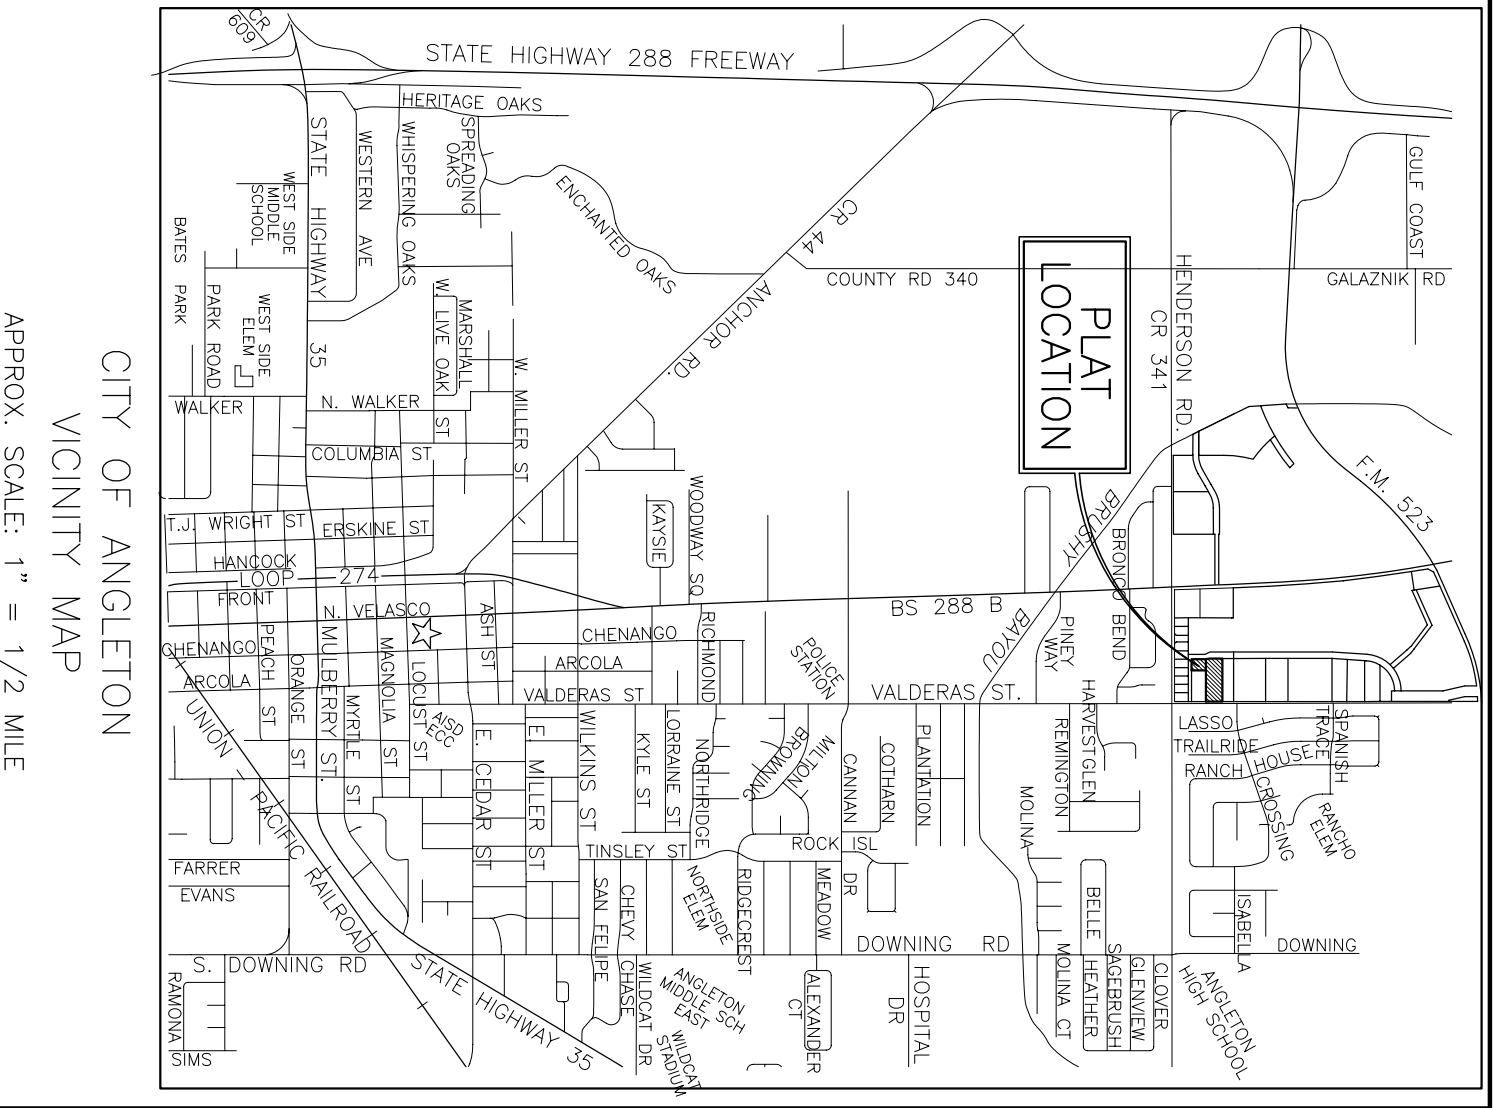 CR
609
STATE HIGHWAY 288 FREEWAY
HERITAGE OAKS
STATE HIGHWAY 35
WESTERN AVE
WHISPERING OAKS
SPREADING
OAKS
ENCHANTED OAKS
WEST SIDE
MIDDLE
SCHOOL
BATES PARK
PARK ROAD
WEST SIDE
ELEM
W. LIVE OAK ST
MARSHALL
W. MILLER ST
CR 44
ANCHOR RD.
COUNTY RD 340
PLAT
LOCATION
HENDERSON RD.
CR 341
GULF COAST
GALAZNIK RD
F.M. 523
WALKER
N. WALKER
COLUMBIA ST
T.J. WRIGHT ST
ERSKINE ST
HANCOCK
LOOP 274
FRONT
N. VELASCO
KAYSIE
WOODWAY SQ
BRUSHY
BAYOU
BRONCO BEND
BS 288 B
CHENANGO
ARCOLA
PEACH ST
ORANGE ST
MULBERRY ST.
MYRTLE ST
MAGNOLIA ST
LOCUST ST
ASH ST
CHENANGO
ARCOLA
VALDERAS ST
RICHMOND
POLICE
STATION
VALDERAS ST.
PINEY
WAY
AISD
ECC
UNION PACIFIC RAILROAD
E. CEDAR ST
E. MILLER ST
WILKINS ST
KYLE ST
LORRAINE ST
NORTHRIDGE
BROWNING
MILTON
CANNAN
COTHARN
PLANTATION
REMINGTON
HARVESTGLEN
MOLINA
LASSO
TRAILRIDE
RANCH HOUSE
CROSSING
SPANISH
TRACE
RANCHO
ELEM
FARRER
EVANS
TINSLEY ST
ROCK ISL
DR
SAN FELIPE
CHEVY CHASE
NORTHSIDE
ELEM
RIDGECREST
MEADOW
BELLE
ISABELLA
S. DOWNING RD
DOWNING RD
DOWNING
STATE HIGHWAY 35
RAMONA
SIMS
WILDCAT DR
ANGLETON
MIDDLE SCH
EAST
WILDCAT
STADIUM
ALEXANDER
CT
HOSPITAL
DR
MOLINA CT
HEATHER
SAGEBRUSH
GLENVIEW
CLOVER
ANGLETON
HIGH SCHOOL
CITY OF ANGLETON
VICINITY MAP
APPROX. SCALE: 1" = 1/2 MILE